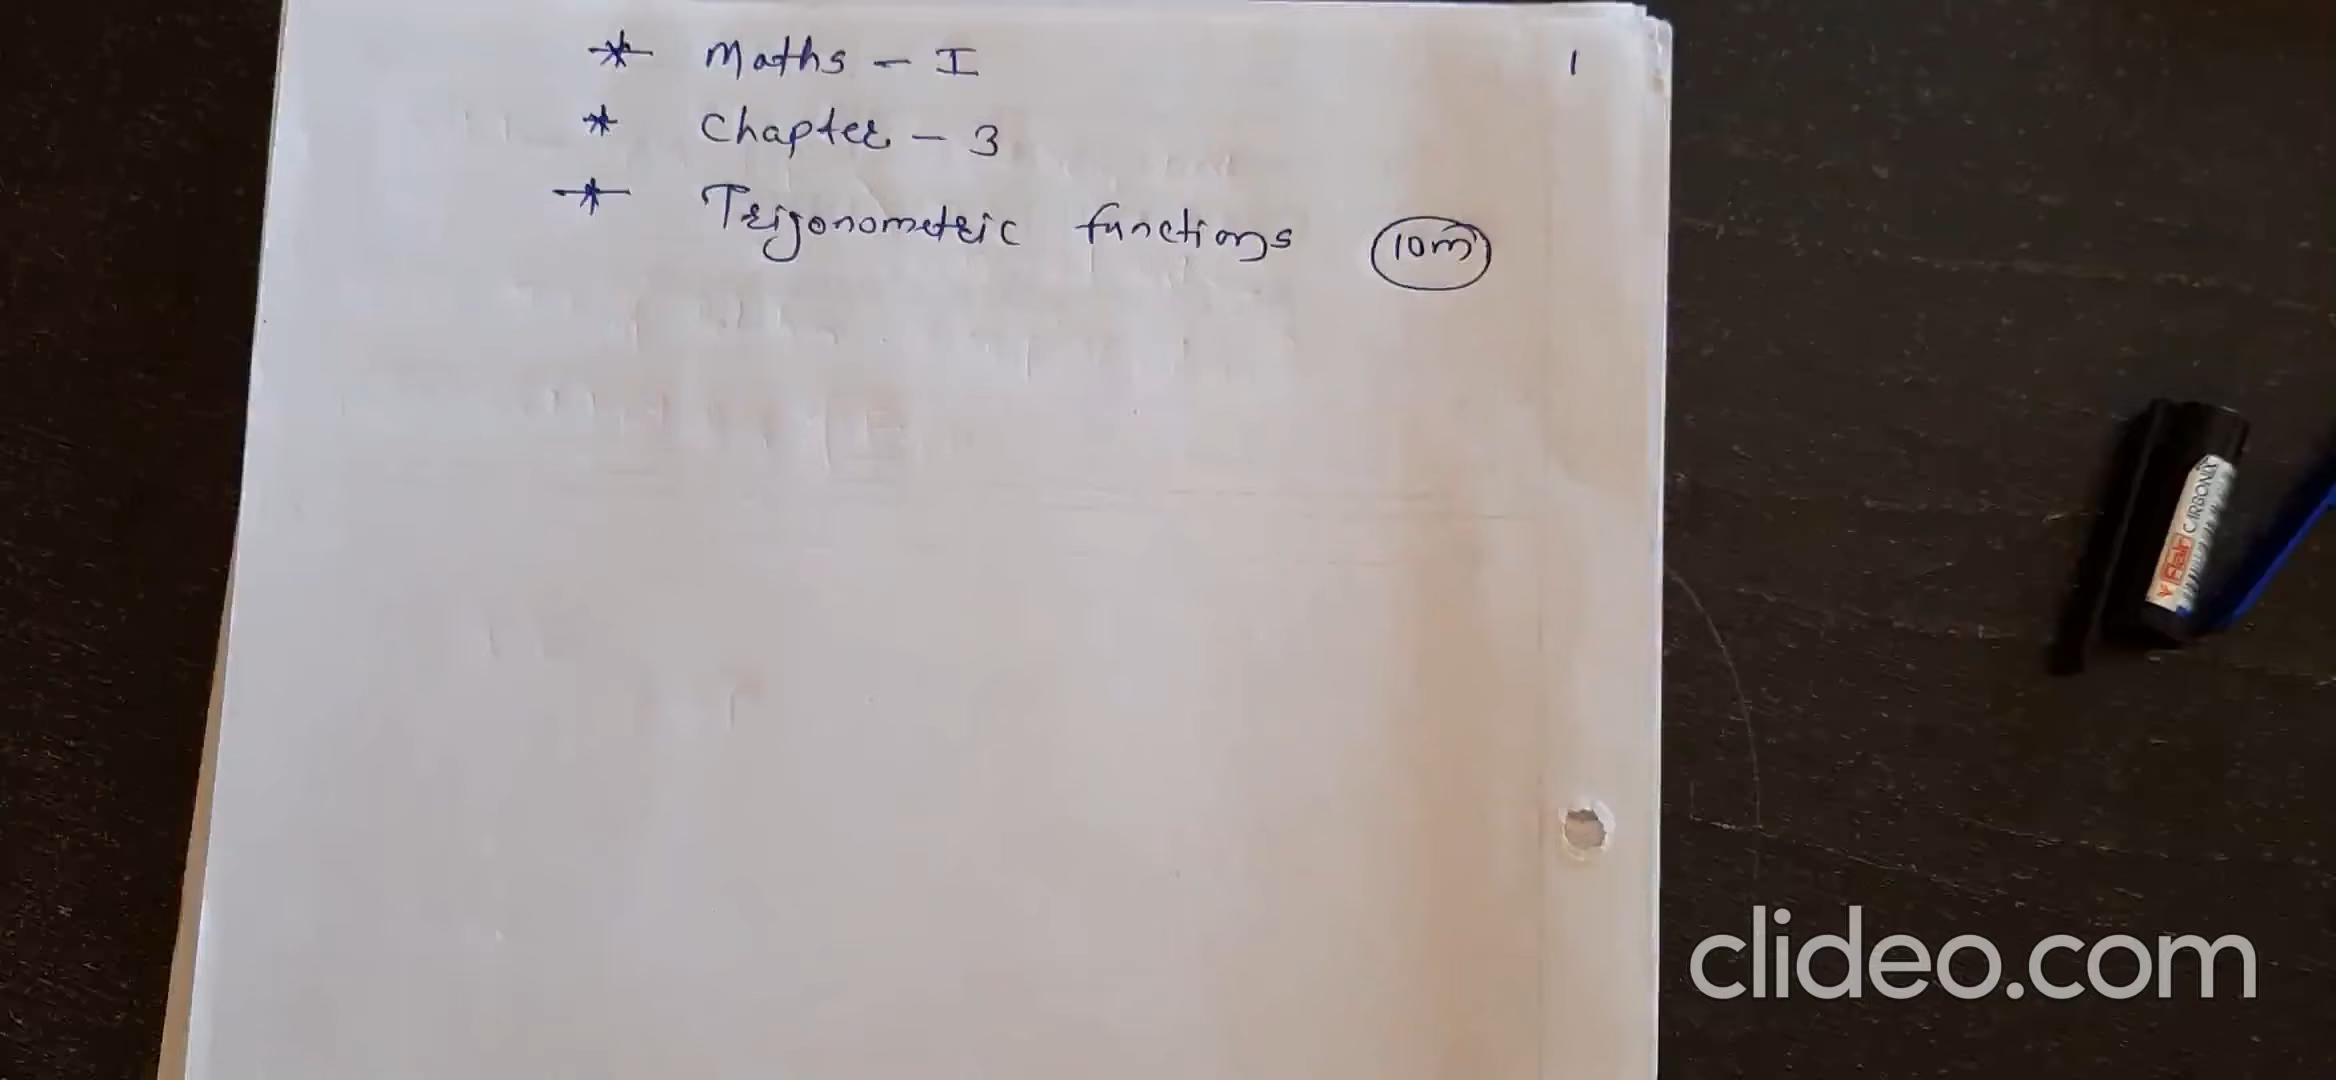 * Maths - I 1
* Chapter - 3
* Trigonometric functions 10m
Flair CARBONIX
clideo.com